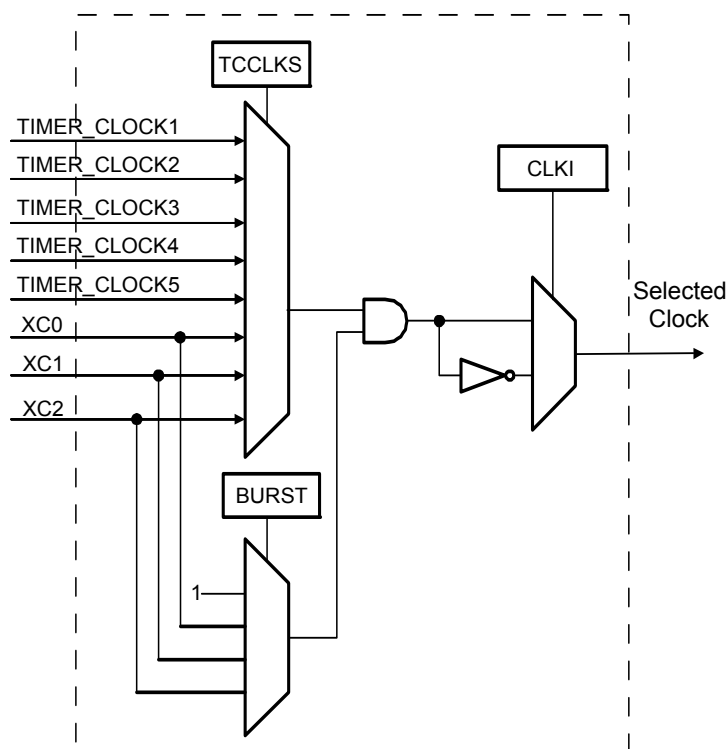 TCCLKS
TIMER_CLOCK1
TIMER_CLOCK2
TIMER_CLOCK3
TIMER_CLOCK4
TIMER_CLOCK5
XC0
XC1
XC2
CLKI
Selected
Clock
BURST
1